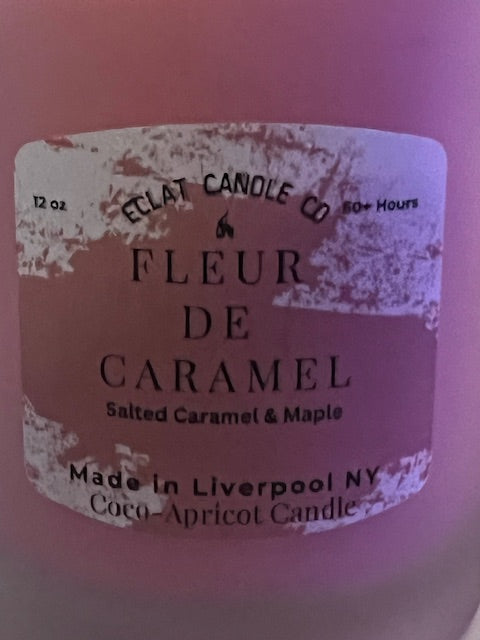 ECLAT CANDLE CO
12 oz
60+ Hours
FLEUR
DE
CARAMEL
Salted Caramel & Maple
Made in Liverpool NY
Coco-Apricot Candle